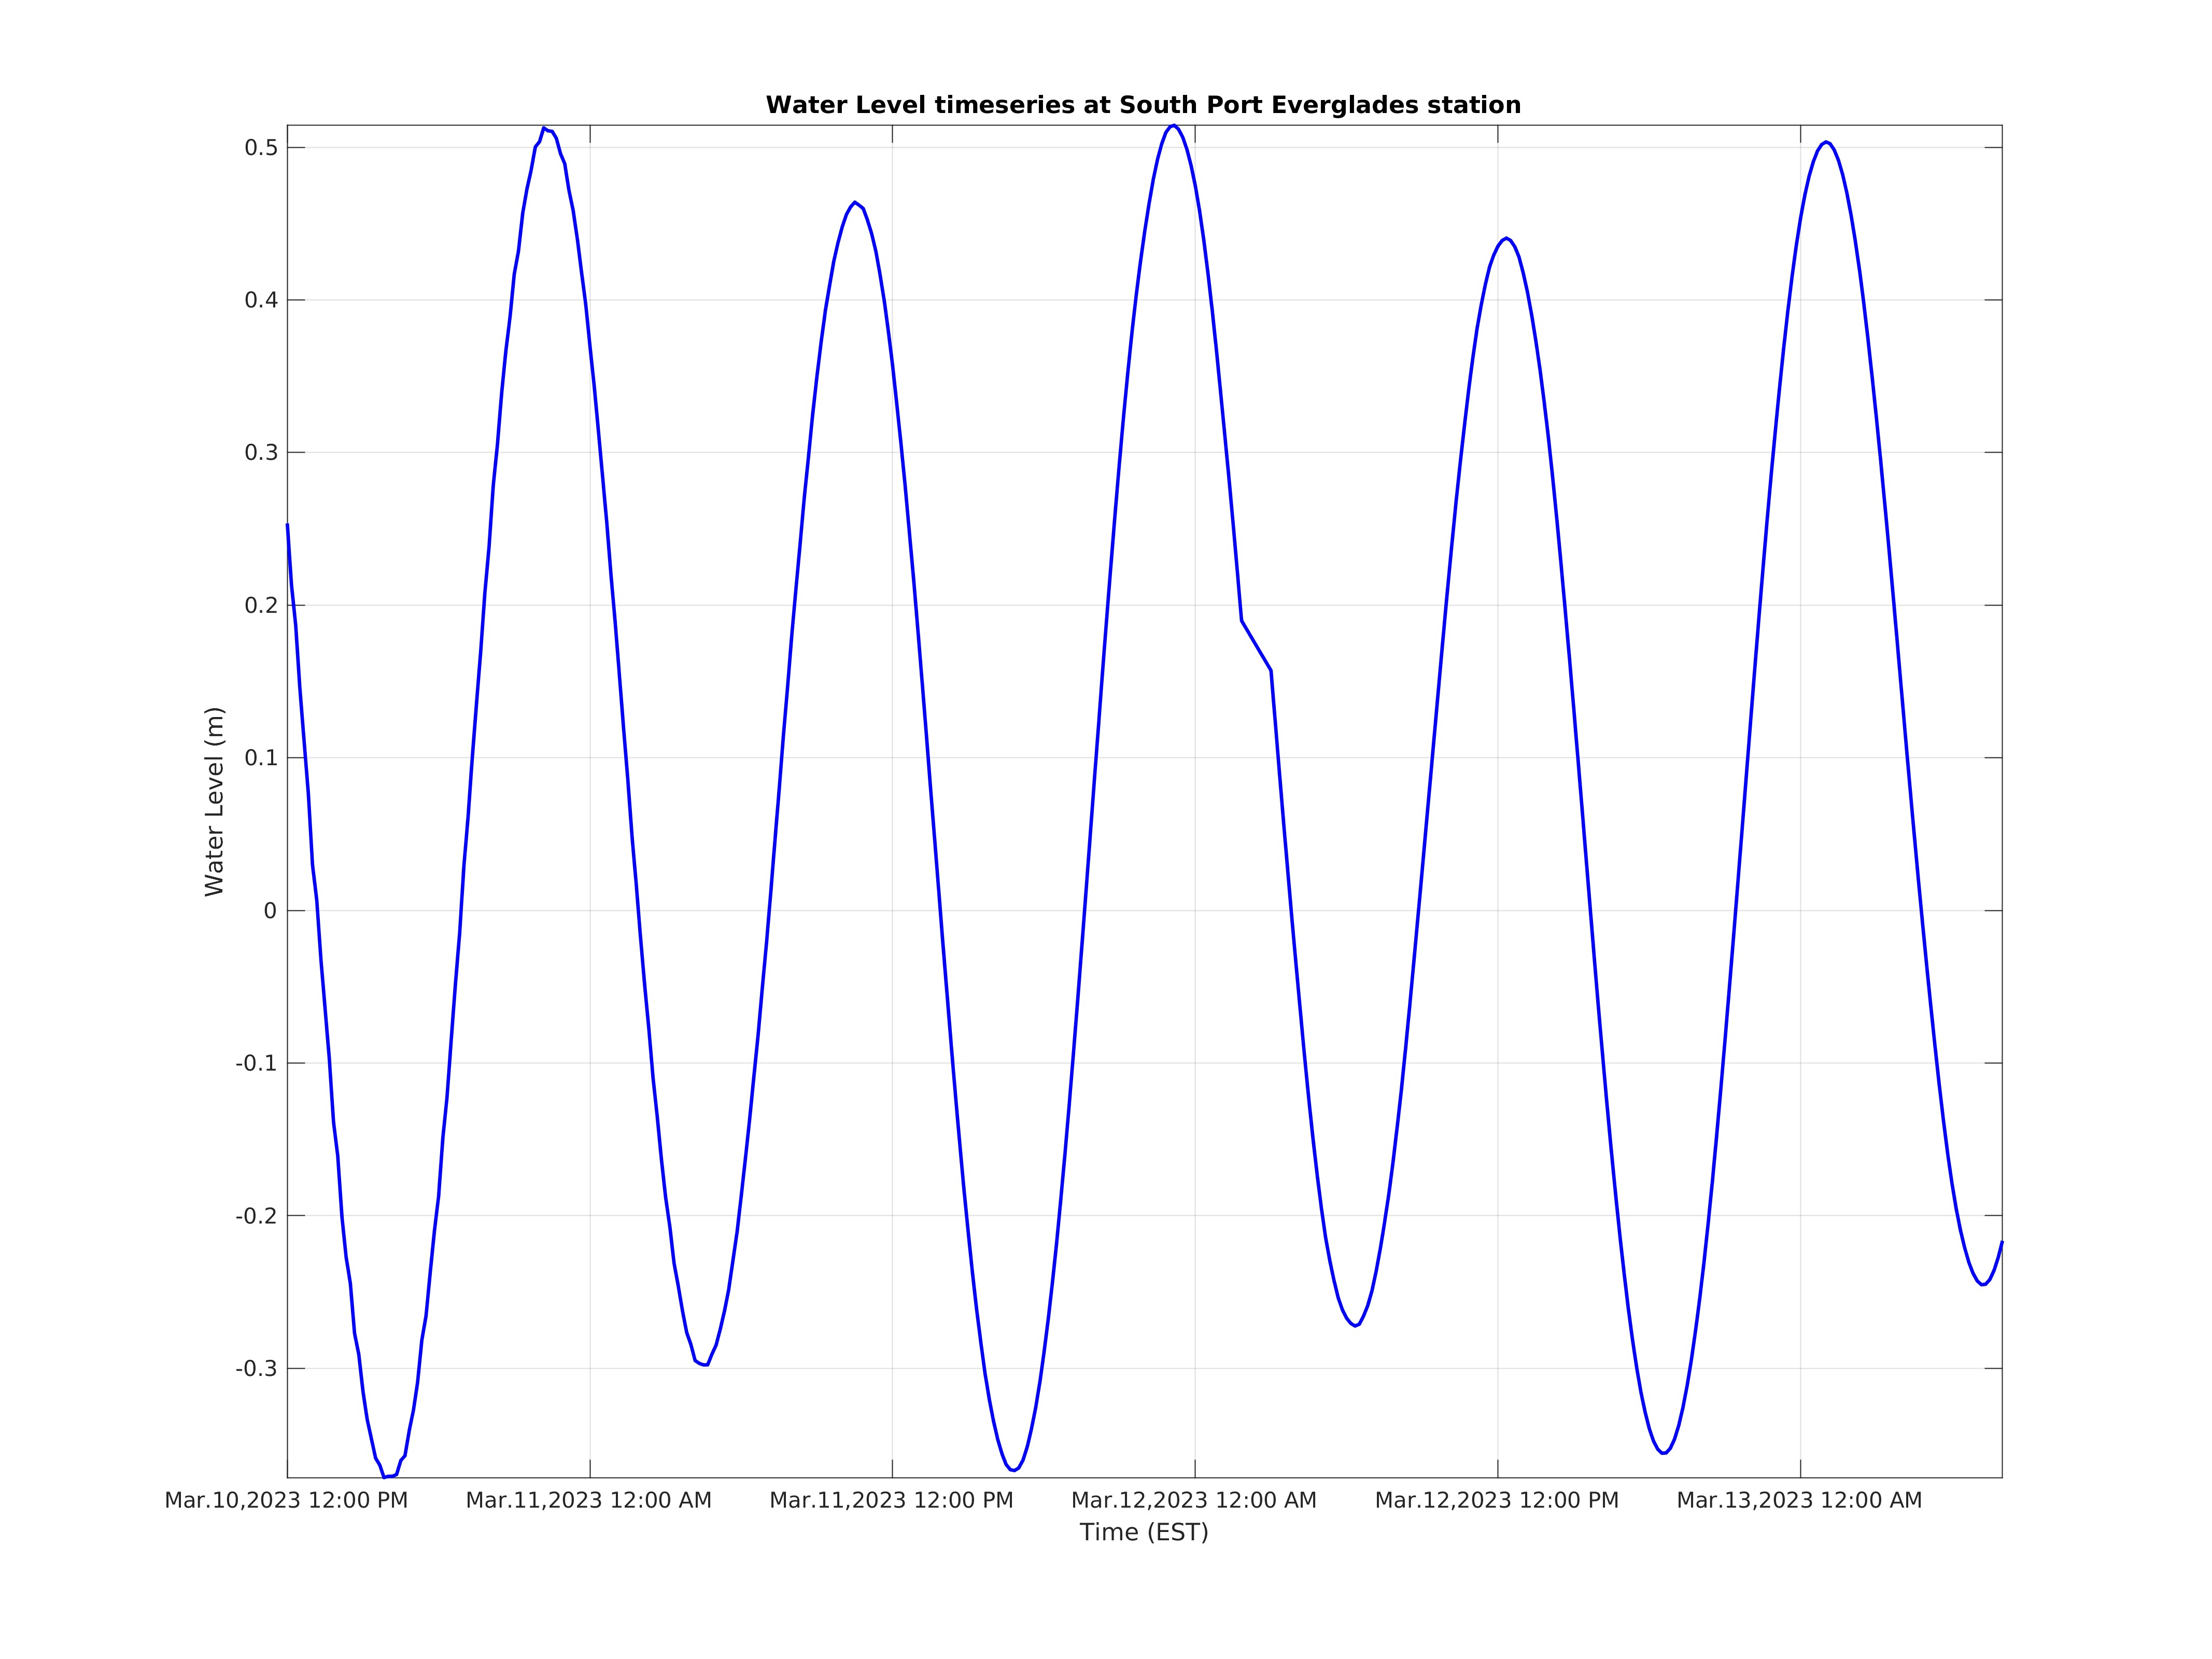 Water Level timeseries at South Port Everglades station
0.5
0.4
0.3
0.2
0.1
0
-0.1
-0.2
-0.3
Water Level (m)
Mar.10,2023 12:00 PM
Mar.11,2023 12:00 AM
Mar.11,2023 12:00 PM
Mar.12,2023 12:00 AM
Mar.12,2023 12:00 PM
Mar.13,2023 12:00 AM
Time (EST)